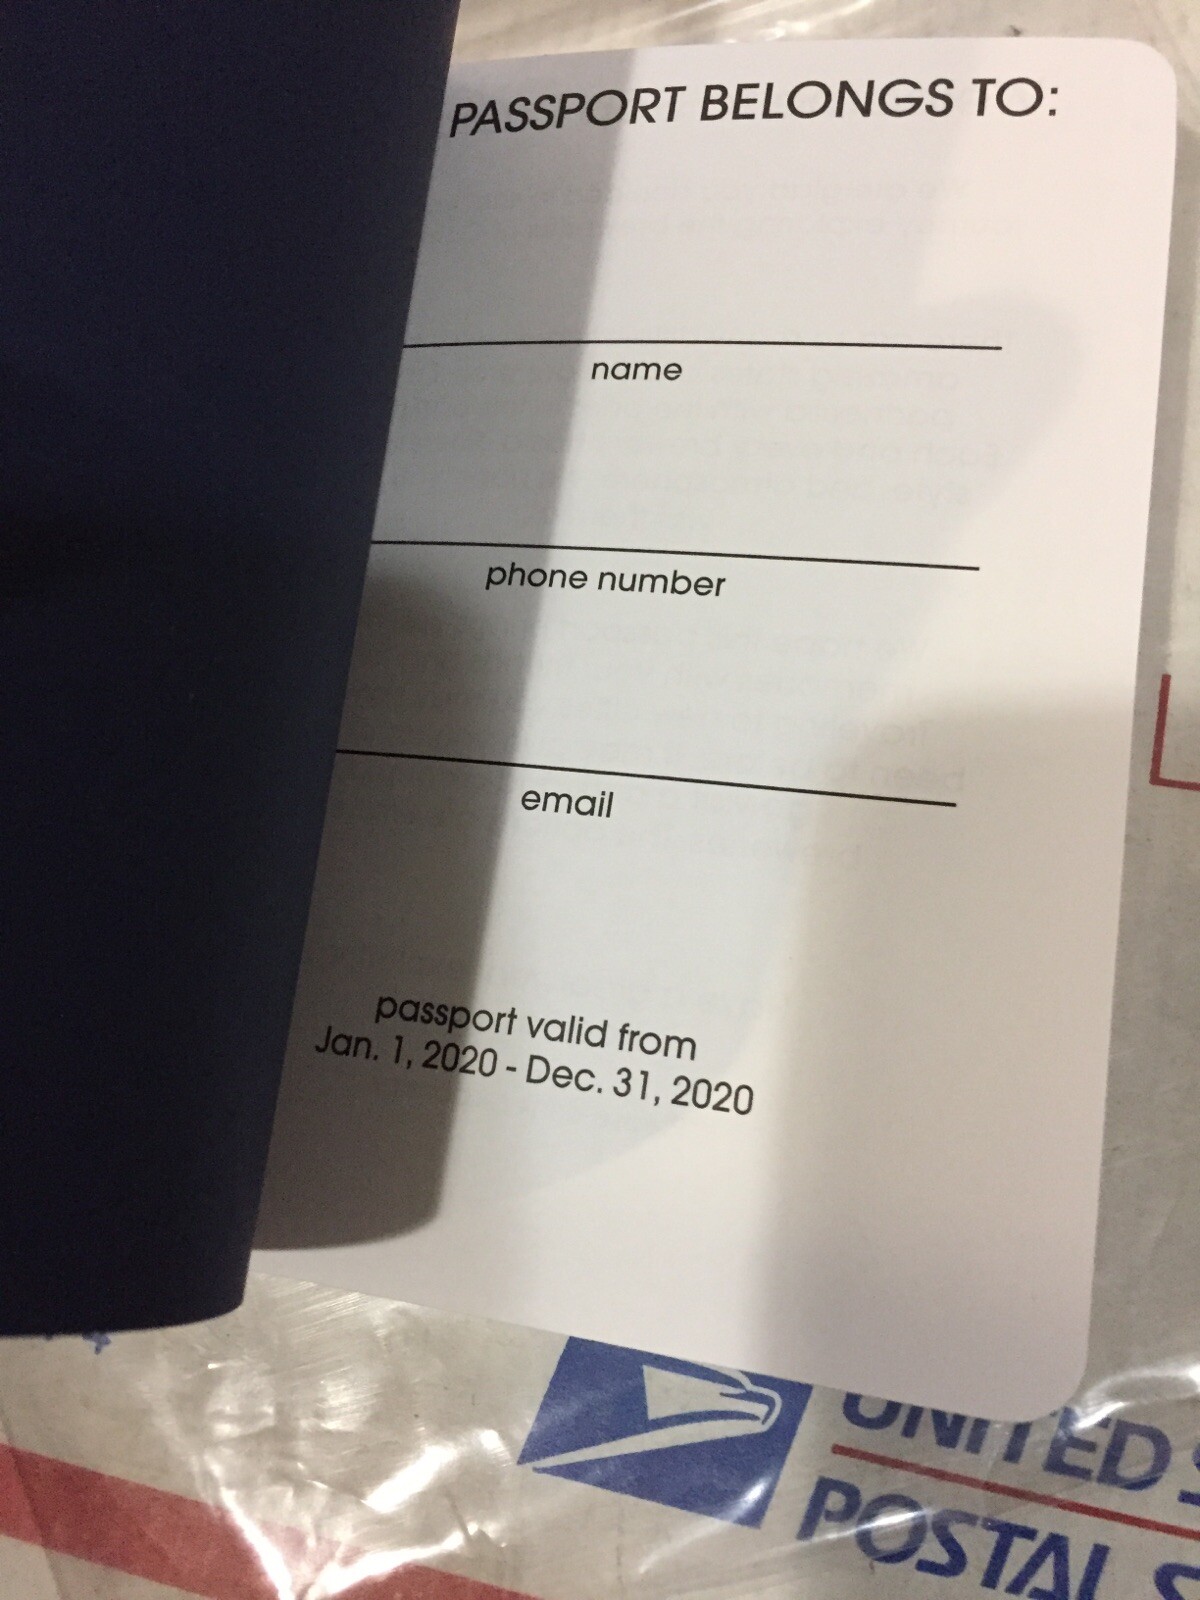 PASSPORT BELONGS TO:
name
phone number
email
passport valid from
Jan. 1, 2020 - Dec. 31, 2020
UNITED S
POSTAL S